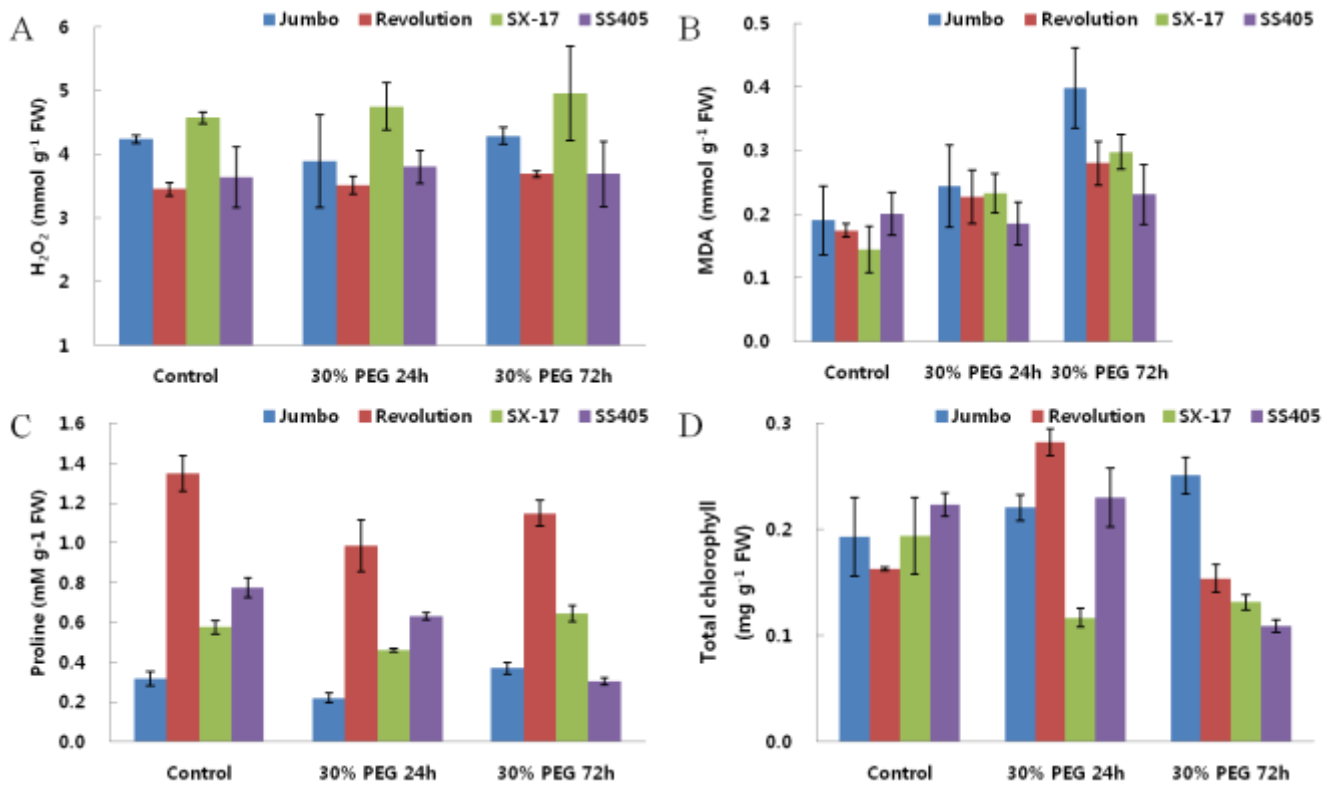 A
Jumbo Revolution SX-17 SS405
H₂O₂ (mmol g⁻¹ FW)
6
5
4
3
2
1
Control 30% PEG 24h 30% PEG 72h
B
Jumbo Revolution SX-17 SS405
MDA (mmol g⁻¹ FW)
0.5
0.4
0.3
0.2
0.1
0.0
Control 30% PEG 24h 30% PEG 72h
C
Jumbo Revolution SX-17 SS405
Proline (mM g-1 FW)
1.6
1.4
1.2
1.0
0.8
0.6
0.4
0.2
0.0
Control 30% PEG 24h 30% PEG 72h
D
Jumbo Revolution SX-17 SS405
Total chlorophyll
(mg g⁻¹ FW)
0.3
0.2
0.1
0.0
Control 30% PEG 24h 30% PEG 72h